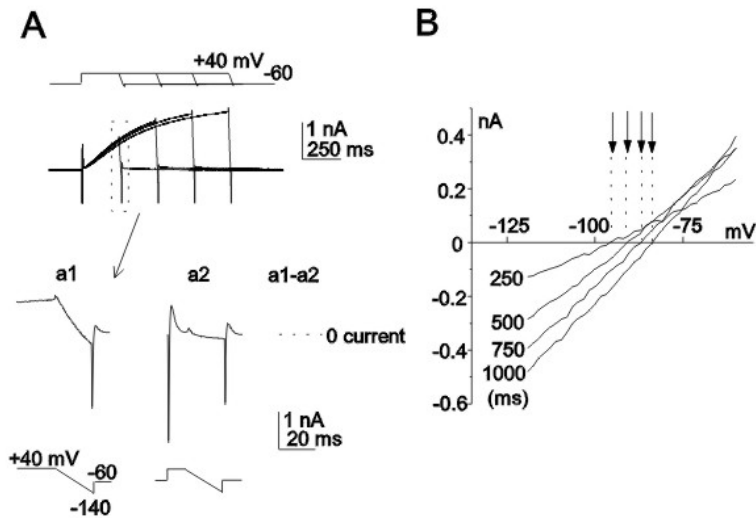 A
+40 mV
-60
1 nA
250 ms
a1
a2
a1-a2
0 current
1 nA
20 ms
+40 mV
-60
-140
B
nA
0.4
0.2
-125
-100
-75
mV
0
250
-0.2
500
-0.4
750
1000
-0.6
(ms)